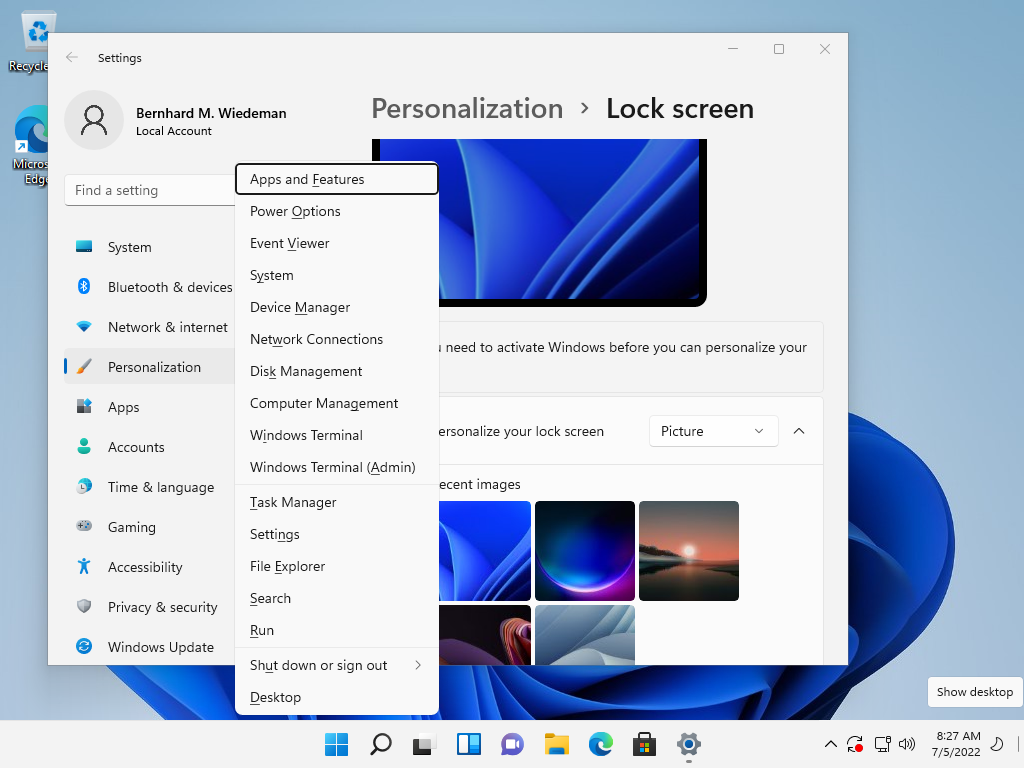 Recycle
Microso
Edge
Settings
Bernhard M. Wiedeman
Local Account
Find a setting
System
Bluetooth & devices
Network & internet
Personalization
Apps
Accounts
Time & language
Gaming
Accessibility
Privacy & security
Windows Update
Personalization › Lock screen
need to activate Windows before you can personalize your
ersonalize your lock screen
Picture
ecent images
Apps and Features
Power Options
Event Viewer
System
Device Manager
Network Connections
Disk Management
Computer Management
Windows Terminal
Windows Terminal (Admin)
Task Manager
Settings
File Explorer
Search
Run
Shut down or sign out
Desktop
Show desktop
8:27 AM
7/5/2022